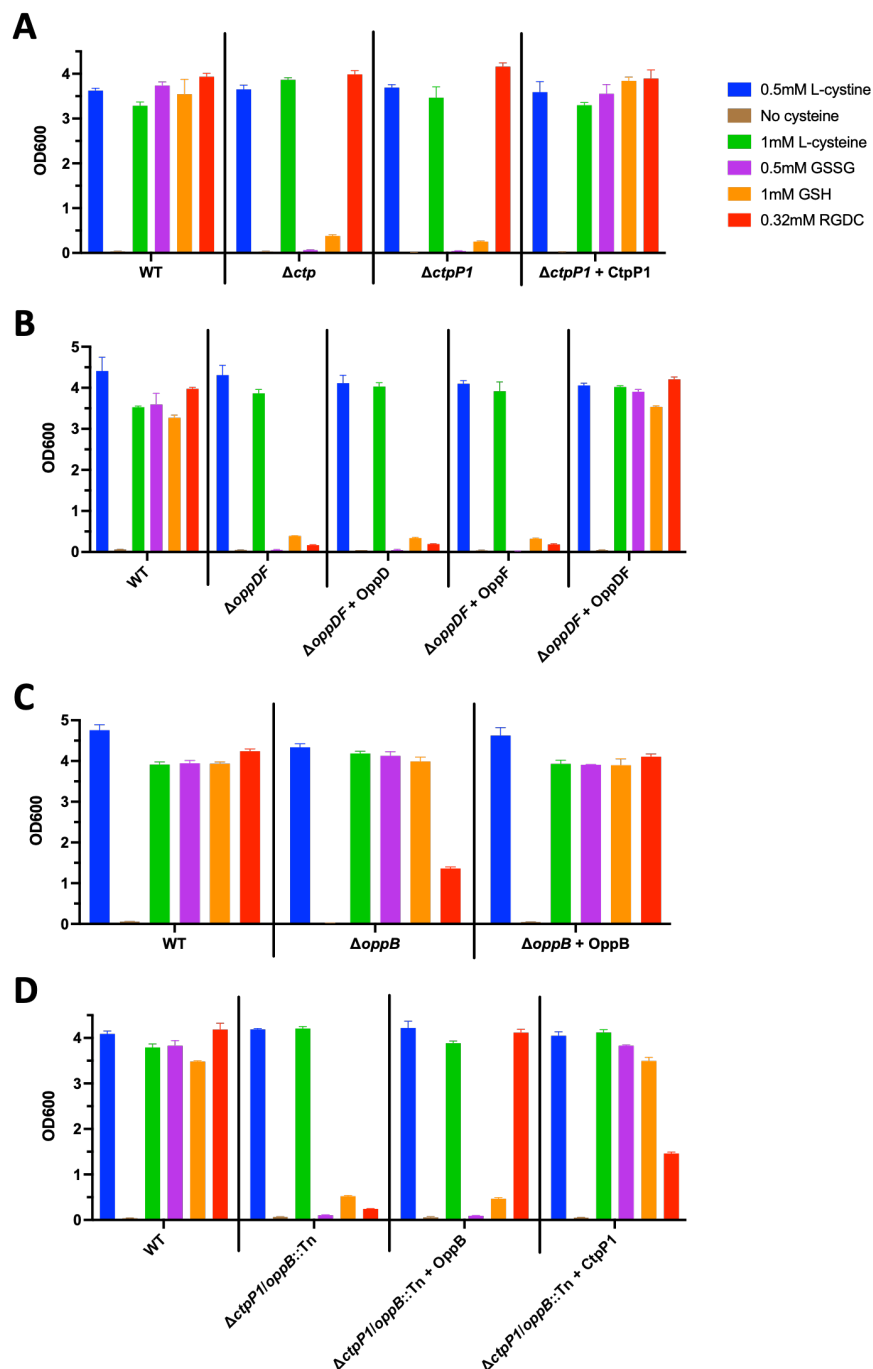 A
OD600
4
3
2
1
0
WT
Δctp
ΔctpP1
ΔctpP1 + CtpP1
0.5mM L-cystine
No cysteine
1mM L-cysteine
0.5mM GSSG
1mM GSH
0.32mM RGDC
B
OD600
5
4
3
2
1
0
WT
ΔoppDF
ΔoppDF + OppD
ΔoppDF + OppF
ΔoppDF + OppDF
C
OD600
5
4
3
2
1
0
WT
ΔoppB
ΔoppB + OppB
D
OD600
4
3
2
1
0
WT
ΔctpP1/oppB::Tn
ΔctpP1/oppB::Tn + OppB
ΔctpP1/oppB::Tn + CtpP1